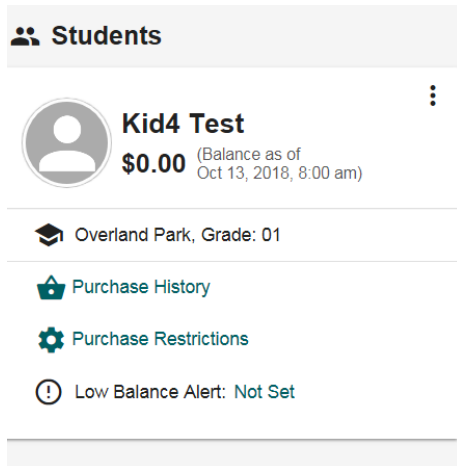 Students
Kid4 Test
$0.00 (Balance as of
Oct 13, 2018, 8:00 am)
Overland Park, Grade: 01
Purchase History
Purchase Restrictions
Low Balance Alert: Not Set